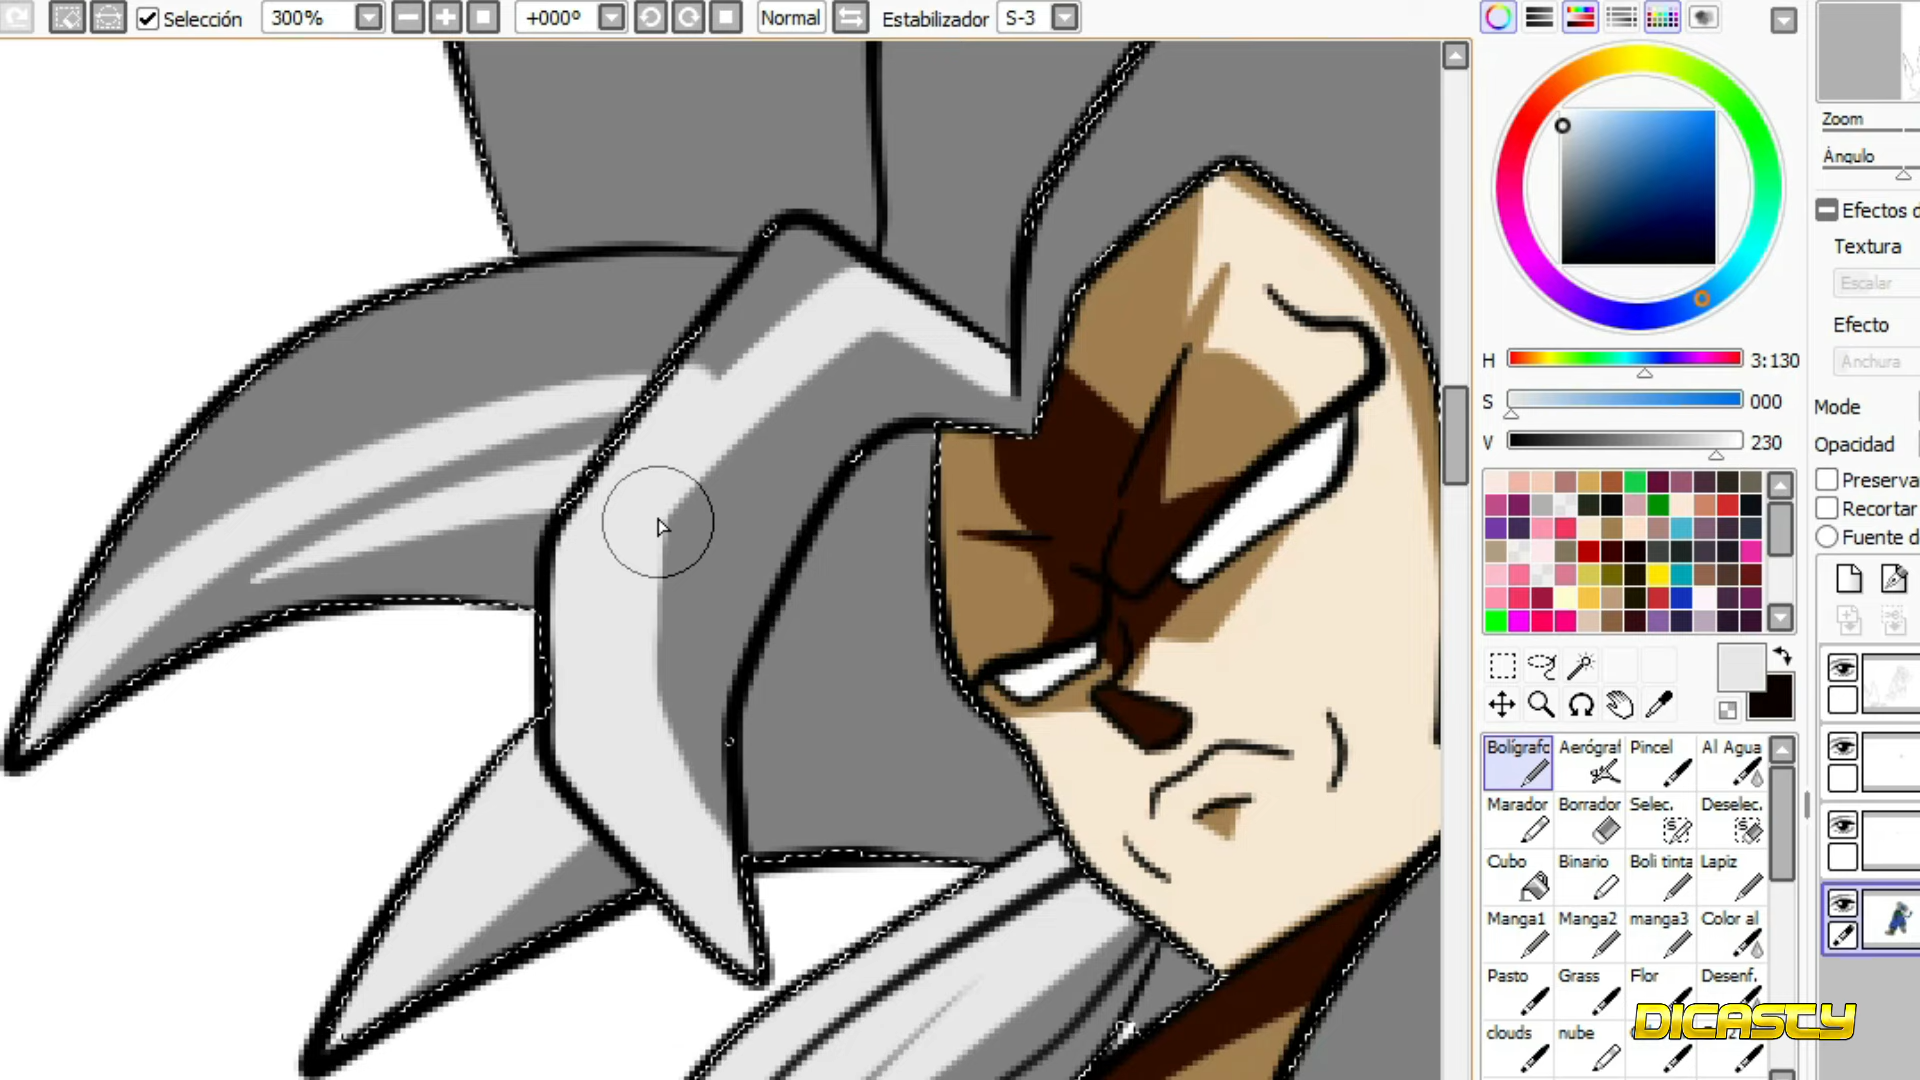 Selección 300% +000º Normal Estabilizador S-3
Zoom
Ángulo
Efectos d
Textura
Escalar
Efecto
Anchura
H 3:130
S 000
V 230
Mode
Opacidad
Preserva
Recortar
Fuente d
Bolígrafc Aerógraf Pincel Al Agua
Marador Borrador Selec. Deselec.
Cubo Binario Boli tinta Lapiz
Manga1 Manga2 manga3 Color al
Pasto Grass Flor Desenf.
clouds nube
DICASTY